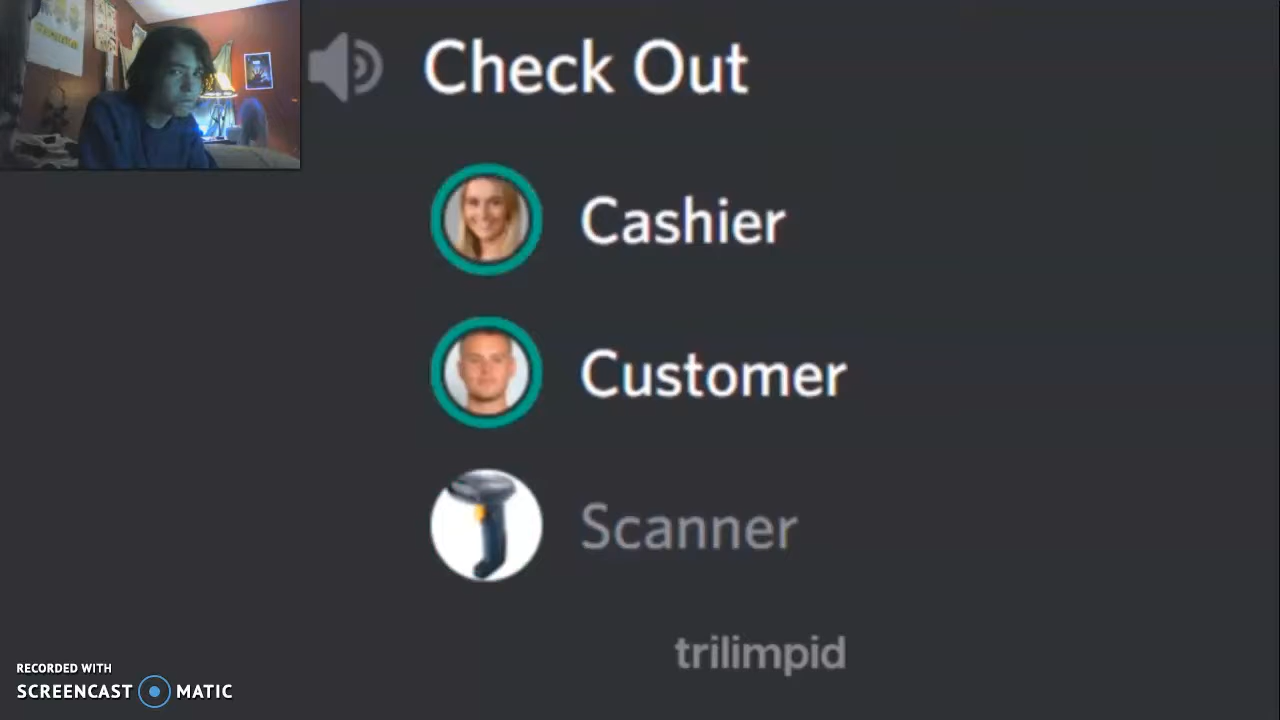 Check Out
Cashier
Customer
Scanner
trilimpid
RECORDED WITH
SCREENCAST MATIC